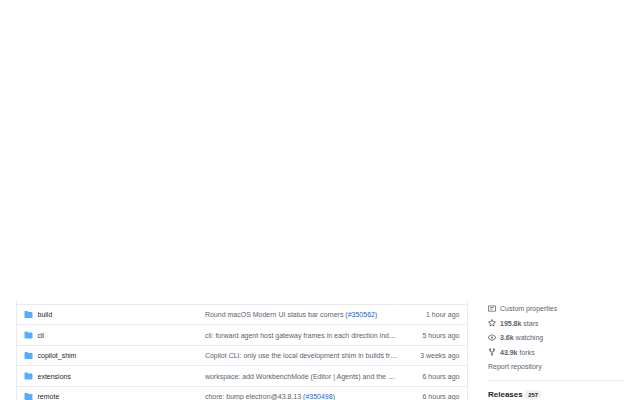 build Round macOS Modern UI status bar corners (#350562) 1 hour ago
cli cli: forward agent host gateway frames in each direction ind... 5 hours ago
copilot_shim Copilot CLI: only use the local development shim in builds fr... 3 weeks ago
extensions workspace: add WorkbenchMode (Editor | Agents) and the ... 6 hours ago
remote chore: bump electron@43.8.13 (#350498) 6 hours ago
Custom properties
195.8k stars
3.6k watching
43.9k forks
Report repository
Releases 257